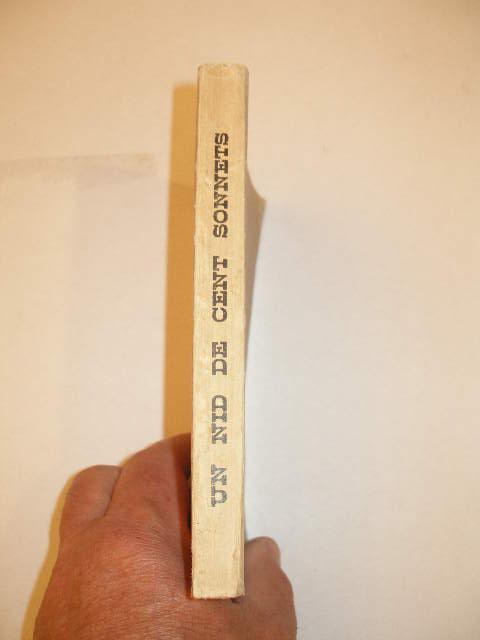 UN NID DE CENT SONNETS